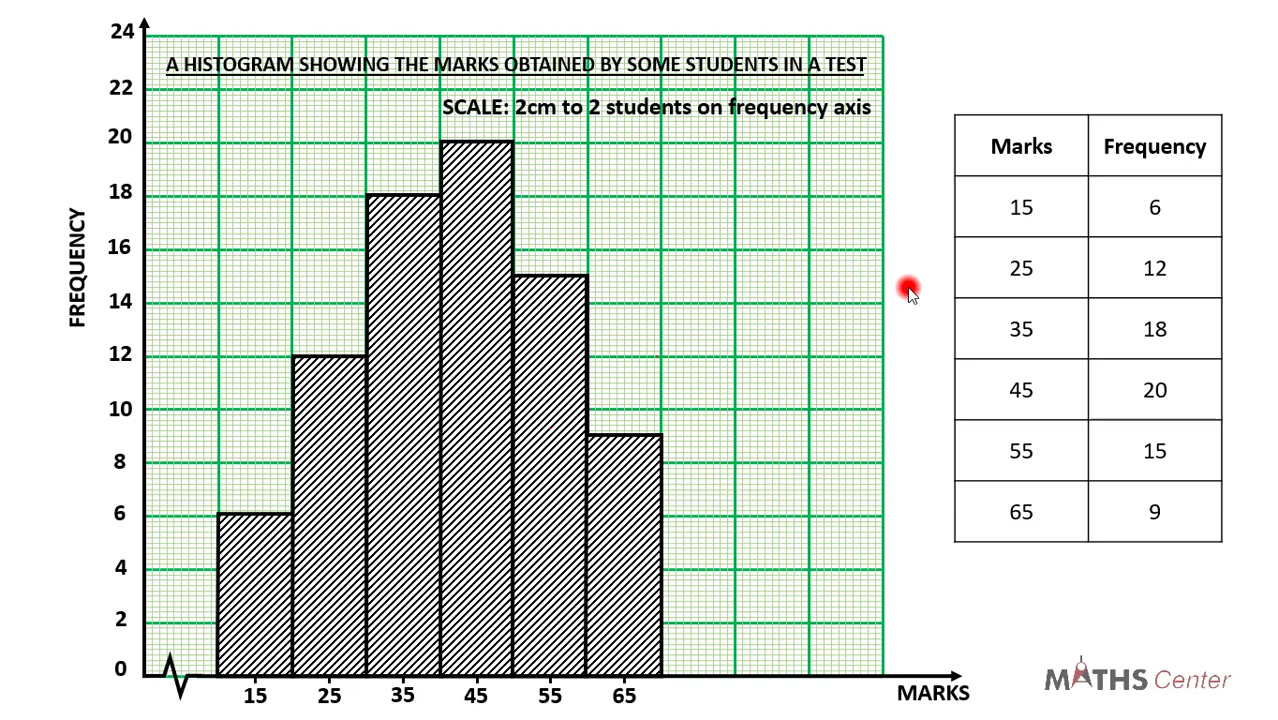 A HISTOGRAM SHOWING THE MARKS OBTAINED BY SOME STUDENTS IN A TEST
SCALE: 2cm to 2 students on frequency axis
FREQUENCY
24
22
20
18
16
14
12
10
8
6
4
2
0
15 25 35 45 55 65
MARKS
Marks Frequency
15 6
25 12
35 18
45 20
55 15
65 9
MATHS Center